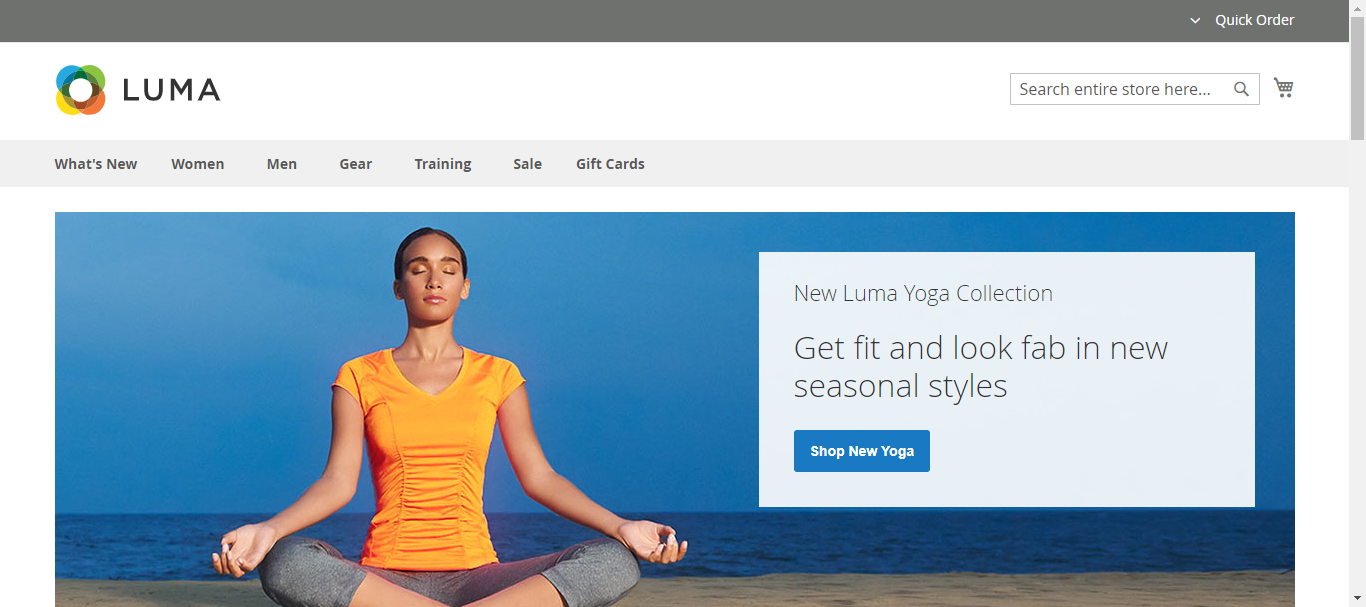 Quick Order
LUMA
Search entire store here...
What's New Women Men Gear Training Sale Gift Cards
New Luma Yoga Collection
Get fit and look fab in new
seasonal styles
Shop New Yoga